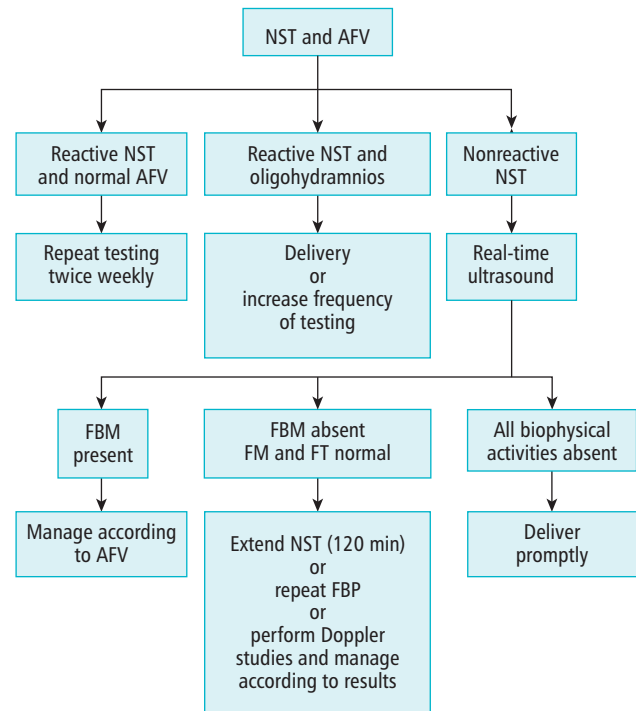 NST and AFV
Reactive NST
and normal AFV
Reactive NST and
oligohydramnios
Nonreactive
NST
Repeat testing
twice weekly
Delivery
or
increase frequency
of testing
Real-time
ultrasound
FBM
present
FBM absent
FM and FT normal
All biophysical
activities absent
Manage according
to AFV
Extend NST (120 min)
or
repeat FBP
or
perform Doppler
studies and manage
according to results
Deliver
promptly